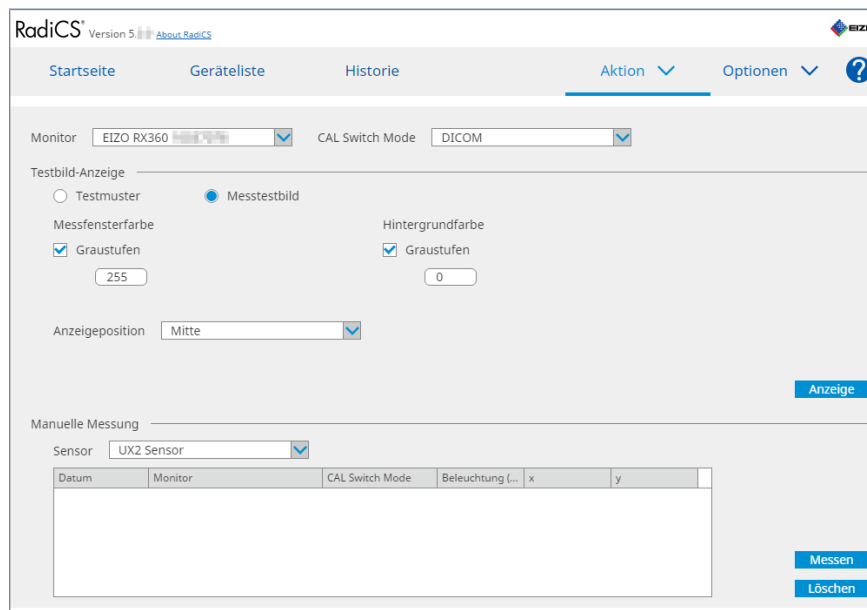 RadiCS® Version 5. About RadiCS
Startseite Geräteliste Historie Aktion Optionen ?
Monitor EIZO RX360 CAL Switch Mode DICOM
Testbild-Anzeige
Testmuster Messtestbild
Messfensterfarbe Hintergrundfarbe
Graustufen Graustufen
255 0
Anzeigeposition Mitte
Anzeige
Manuelle Messung
Sensor UX2 Sensor
Datum Monitor CAL Switch Mode Beleuchtung (... x y
Messen
Löschen